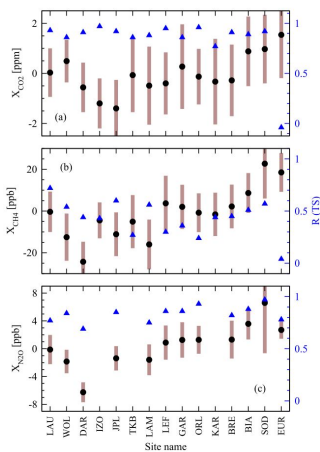 2
0
-2
X_CO2 [ppm]
(a)
1
0.5
0
20
0
-20
X_CH4 [ppb]
(b)
1
0.5
0
R (TS)
8
4
0
-4
-8
X_N2O [ppb]
(c)
1
0.5
0
LAU WOL DAR IZO JPL TKB LAM LEF GAR ORL KAR BRE BIA SOD EUR
Site name